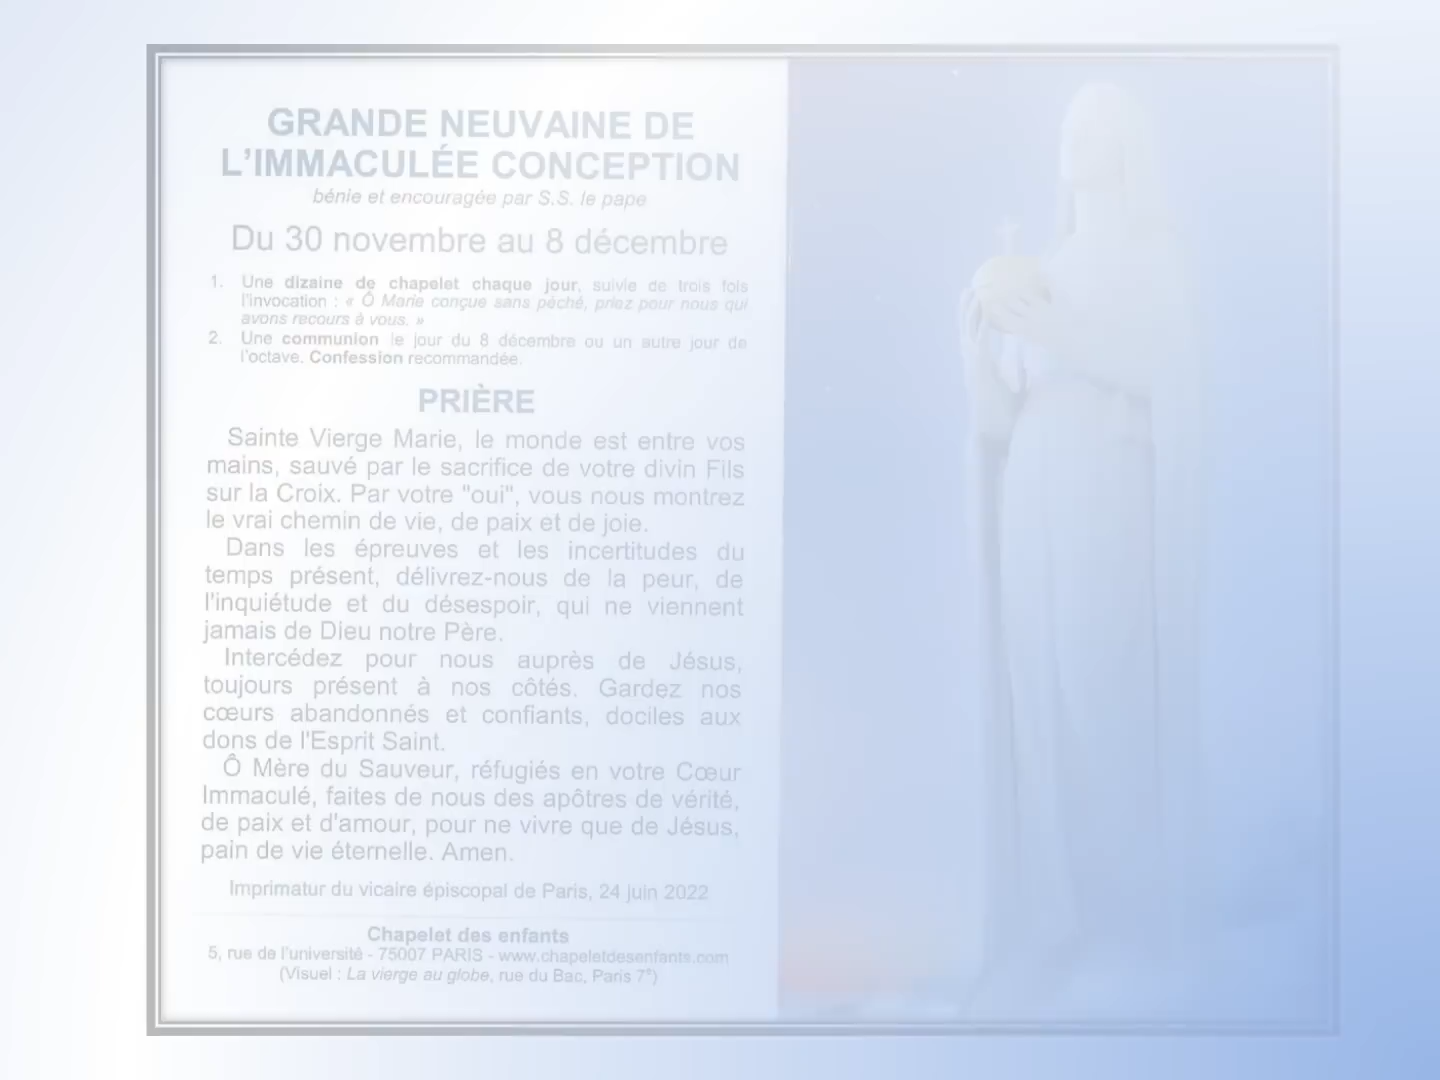 GRANDE NEUVAINE DE
L'IMMACULÉE CONCEPTION
bénie et encouragée par S.S. le pape
Du 30 novembre au 8 décembre
1. Une dizaine de chapelet chaque jour, suivie de trois fois
l'invocation : « Ô Marie conçue sans péché, priez pour nous qui
avons recours à vous. »
2. Une communion le jour du 8 décembre ou un autre jour de
l'octave. Confession recommandée.
PRIÈRE
Sainte Vierge Marie, le monde est entre vos
mains, sauvé par le sacrifice de votre divin Fils
sur la Croix. Par votre "oui", vous nous montrez
le vrai chemin de vie, de paix et de joie.
Dans les épreuves et les incertitudes du
temps présent, délivrez-nous de la peur, de
l'inquiétude et du désespoir, qui ne viennent
jamais de Dieu notre Père.
Intercédez pour nous auprès de Jésus,
toujours présent à nos côtés. Gardez nos
cœurs abandonnés et confiants, dociles aux
dons de l'Esprit Saint.
Ô Mère du Sauveur, réfugiés en votre Cœur
Immaculé, faites de nous des apôtres de vérité,
de paix et d'amour, pour ne vivre que de Jésus,
pain de vie éternelle. Amen.
Imprimatur du vicaire épiscopal de Paris, 24 juin 2022
Chapelet des enfants
5, rue de l'université - 75007 PARIS - www.chapeletdesenfants.com
(Visuel : La vierge au globe, rue du Bac, Paris 7°)